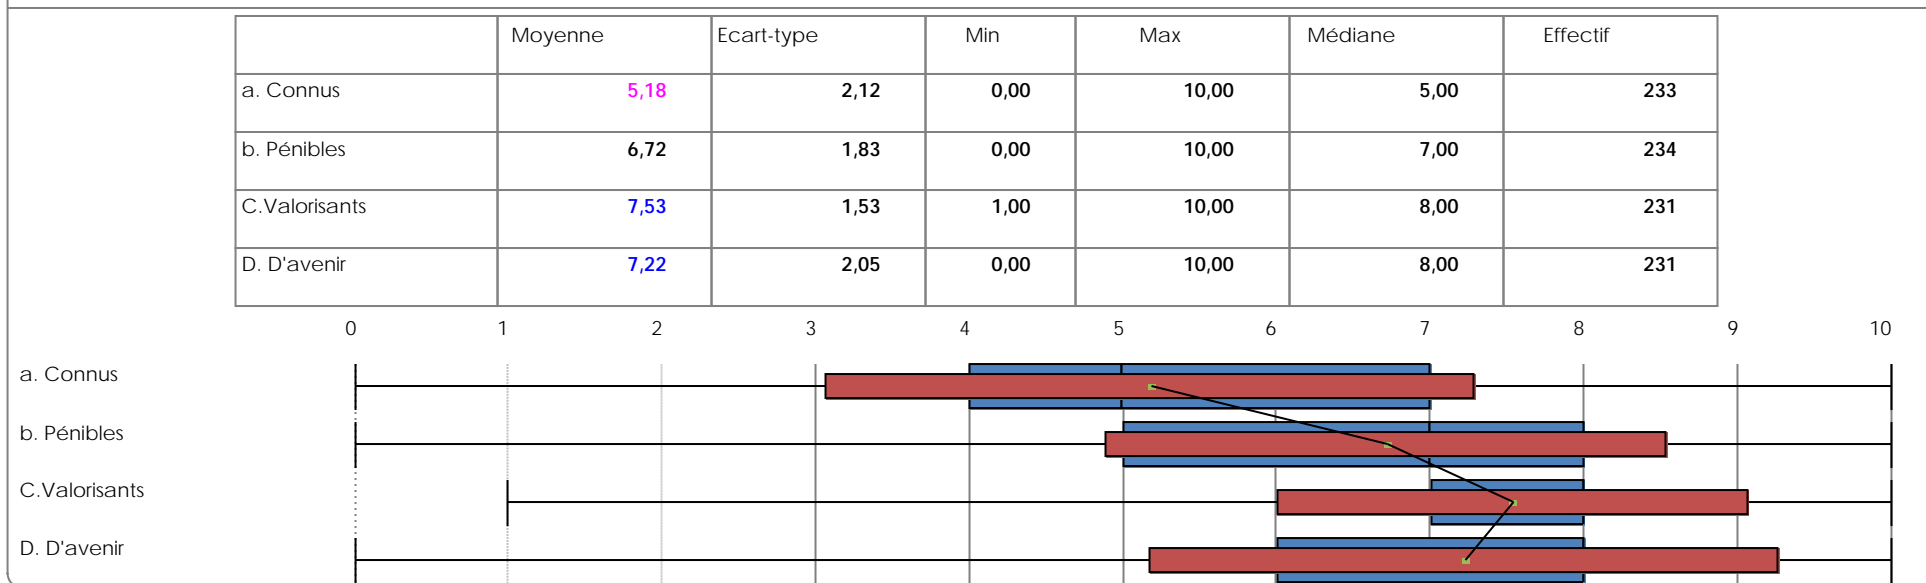 Moyenne Ecart-type Min Max Médiane Effectif
a. Connus 5,18 2,12 0,00 10,00 5,00 233
b. Pénibles 6,72 1,83 0,00 10,00 7,00 234
C.Valorisants 7,53 1,53 1,00 10,00 8,00 231
D. D'avenir 7,22 2,05 0,00 10,00 8,00 231
0 1 2 3 4 5 6 7 8 9 10
a. Connus
b. Pénibles
C.Valorisants
D. D'avenir